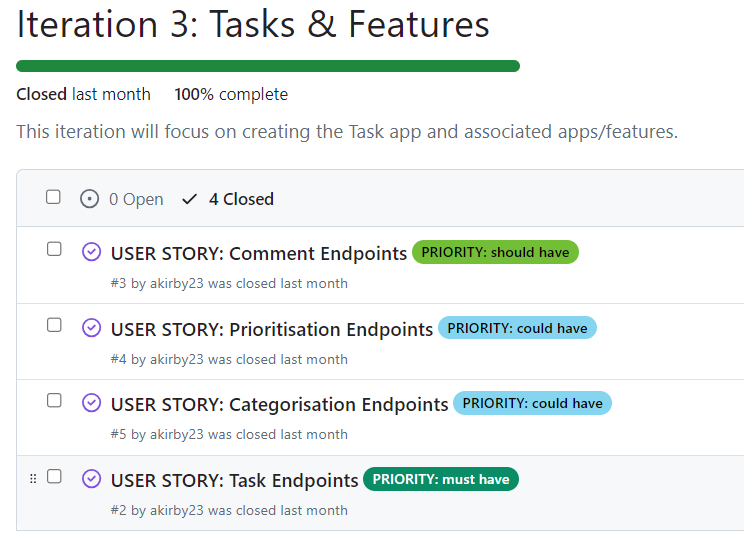 Iteration 3: Tasks & Features
Closed last month 100% complete
This iteration will focus on creating the Task app and associated apps/features.
0 Open 4 Closed
USER STORY: Comment Endpoints PRIORITY: should have
#3 by akirby23 was closed last month
USER STORY: Prioritisation Endpoints PRIORITY: could have
#4 by akirby23 was closed last month
USER STORY: Categorisation Endpoints PRIORITY: could have
#5 by akirby23 was closed last month
USER STORY: Task Endpoints PRIORITY: must have
#2 by akirby23 was closed last month